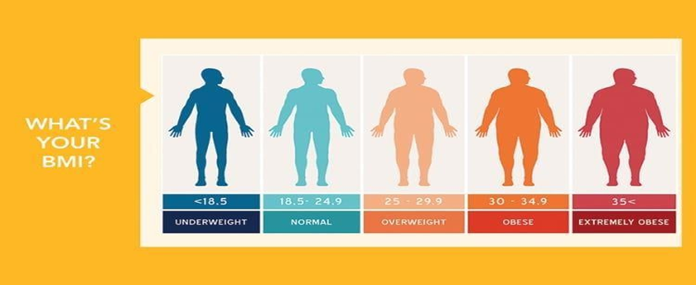 WHAT'S
YOUR
BMI?
<18.5
18.5- 24.9
25 - 29.9
30 - 34.9
35<
UNDERWEIGHT
NORMAL
OVERWEIGHT
OBESE
EXTREMELY OBESE